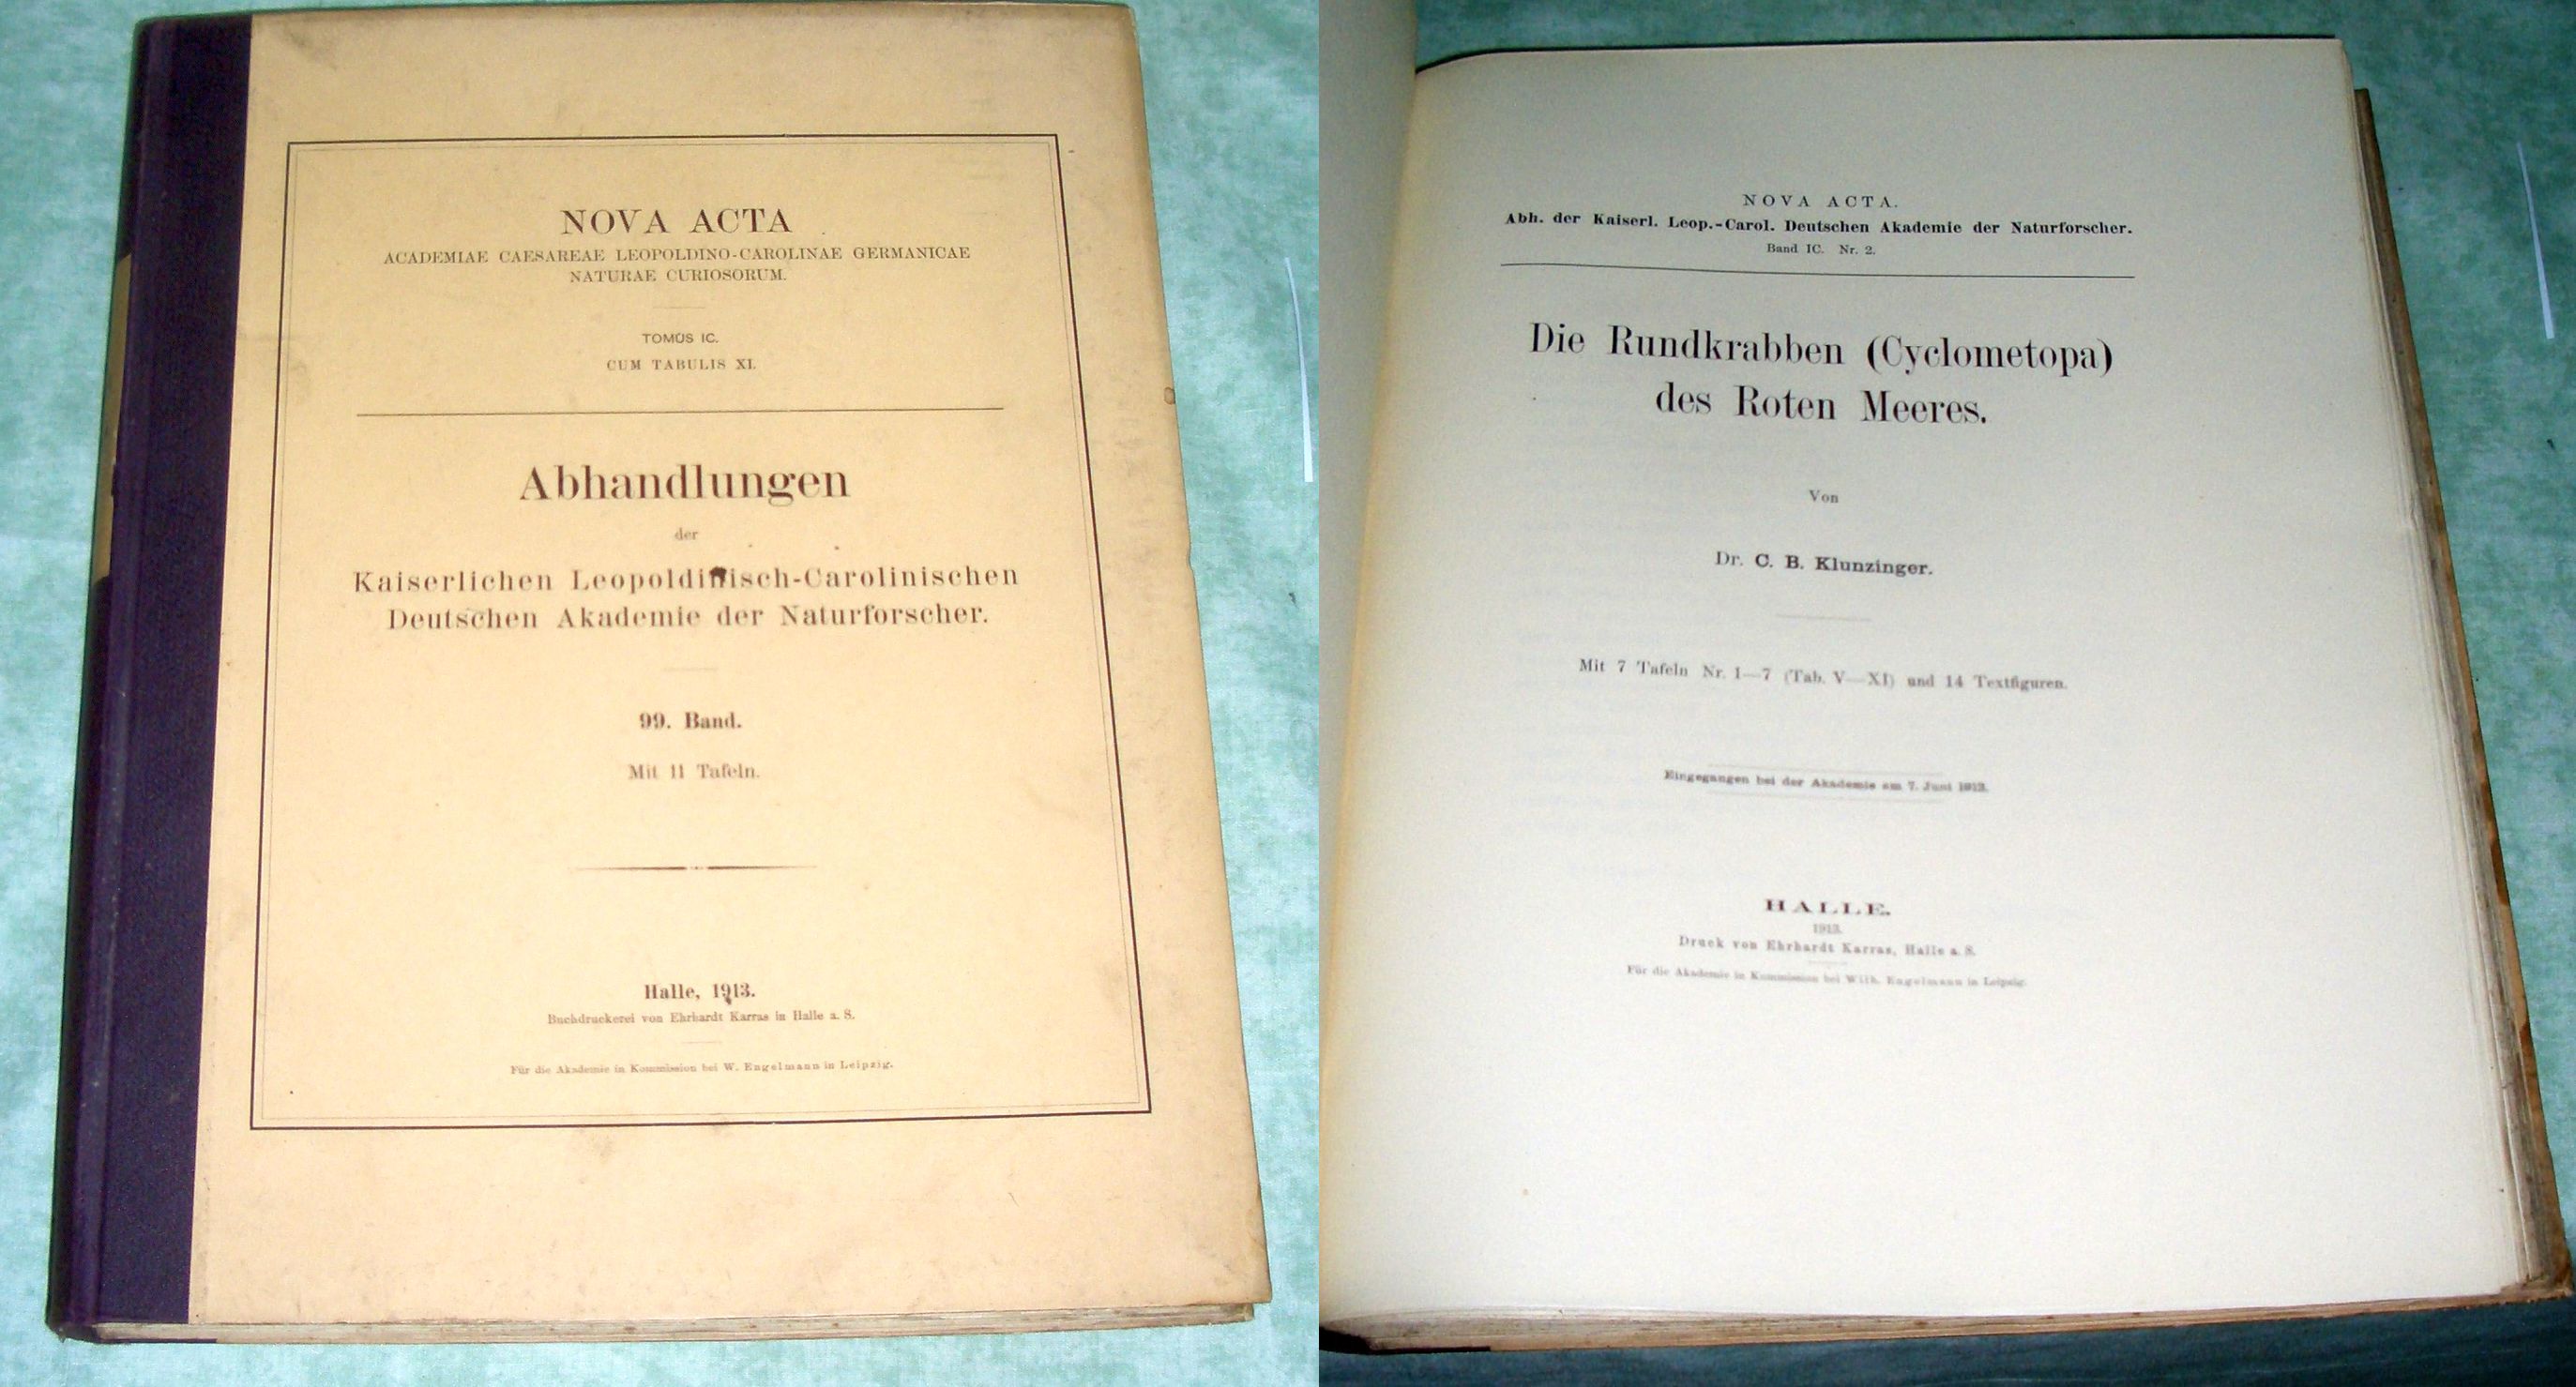 NOVA ACTA
ACADEMIAE CAESAREAE LEOPOLDINO-CAROLINAE GERMANICAE
NATURAE CURIOSORUM.
TOMUS IC.
CUM TABULIS XI.
Abhandlungen
der
Kaiserlichen Leopoldinisch-Carolinischen
Deutschen Akademie der Naturforscher.
99. Band.
Mit 11 Tafeln.
Halle, 1913.
Buchdruckerei von Ehrhardt Karras in Halle a. S.
Für die Akademie in Kommission bei W. Engelmann in Leipzig.
NOVA ACTA.
Abh. der Kaiserl. Leop.-Carol. Deutschen Akademie der Naturforscher.
Band IC. Nr. 2.
Die Rundkrabben (Cyclometopa)
des Roten Meeres.
Von
Dr. C. B. Klunzinger.
Mit 7 Tafeln Nr. 1—7 (Tab. V—XI) und 14 Textfiguren.
Eingegangen bei der Akademie am 7. Juni
HALLE.
1913.
Druck von Ehrhardt Karras, Halle a. S.
Für die Akademie in Kommission bei Wilh. Engelmann in Leipzig.